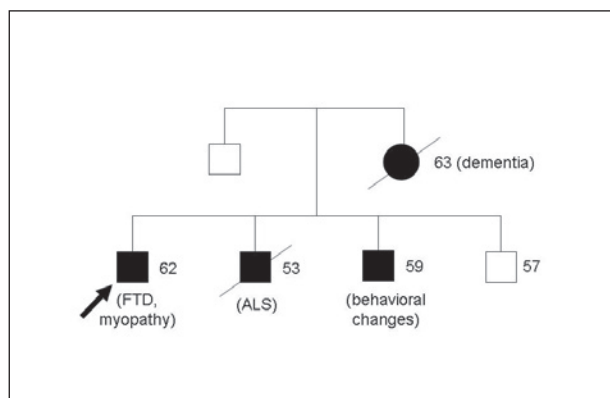 63 (dementia)
62
53
59
57
(FTD,
myopathy)
(ALS)
(behavioral
changes)